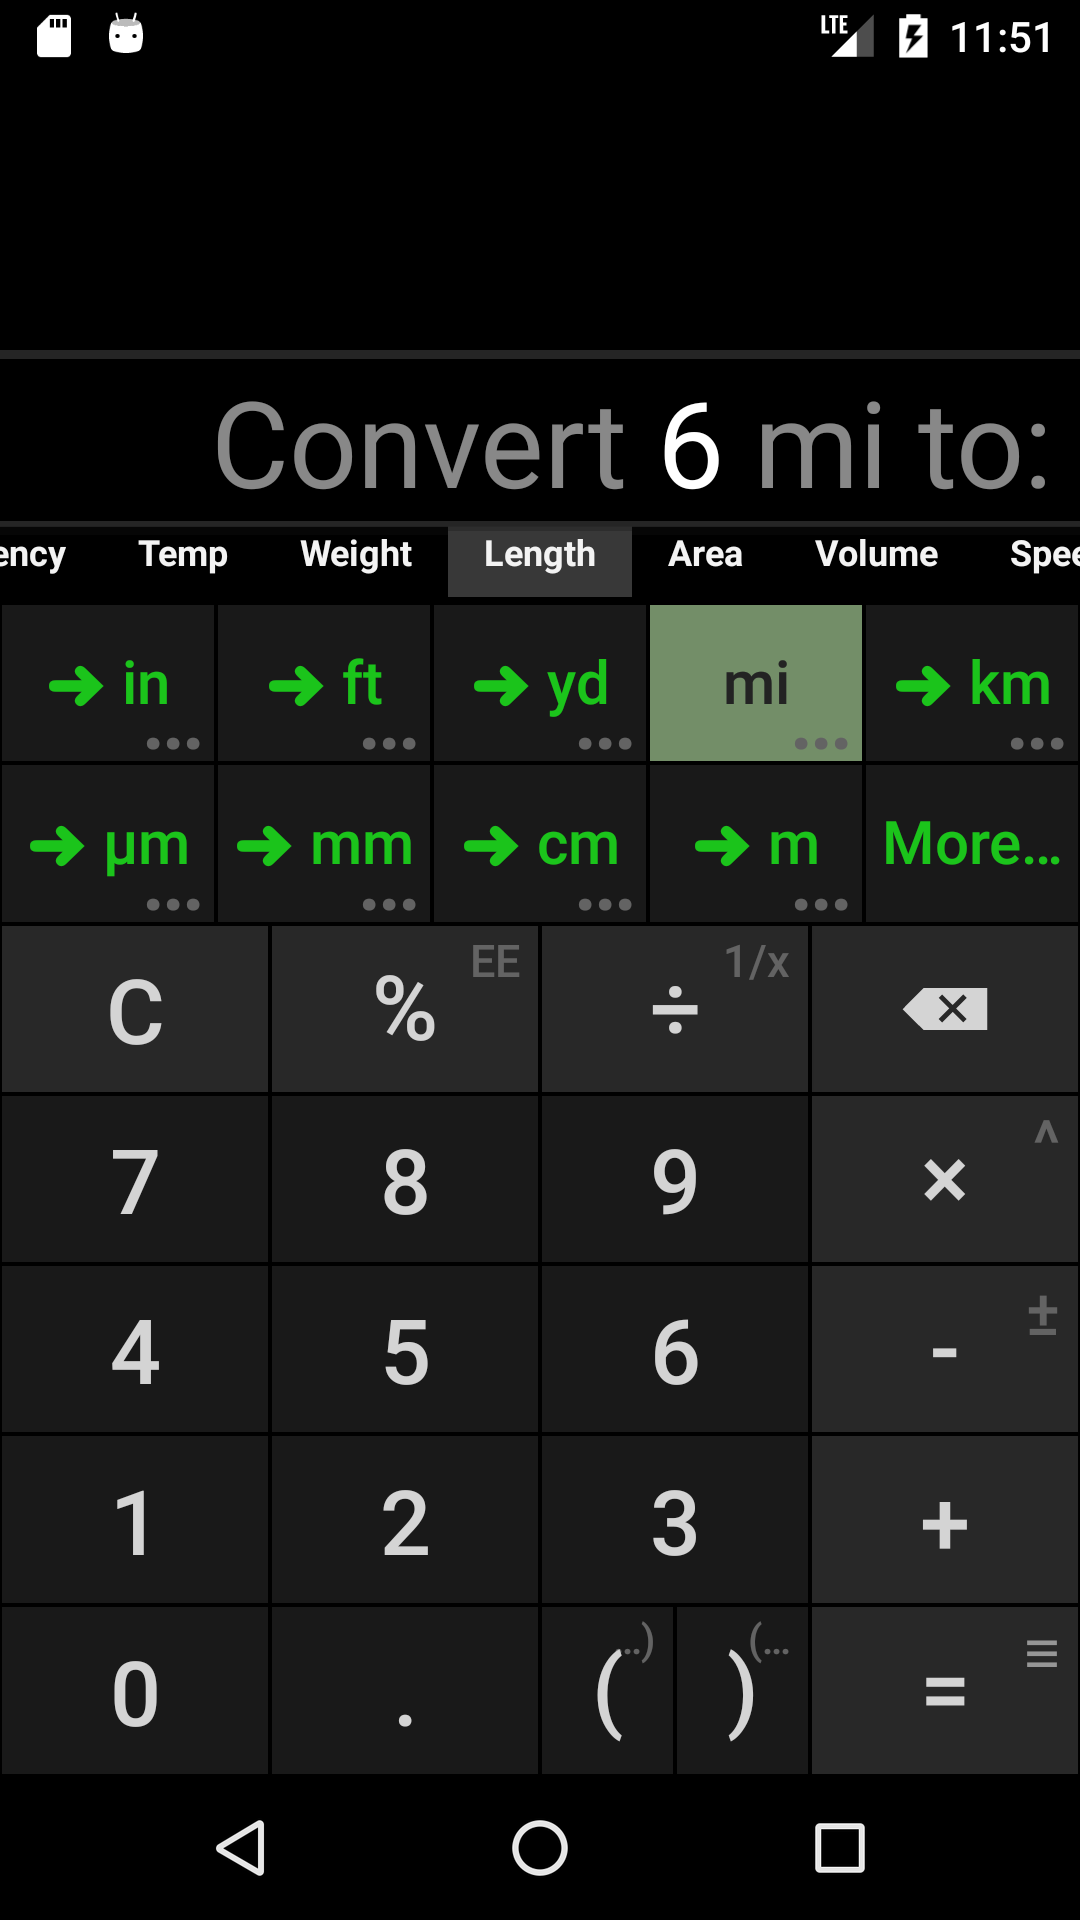 LTE 11:51
Convert 6 mi to:
ency Temp Weight Length Area Volume Spee
in ft yd mi km
µm mm cm m More...
C % EE ÷ 1/x
7 8 9 × ^
4 5 6 - ±
1 2 3 +
0 . ( ..) ) (... =